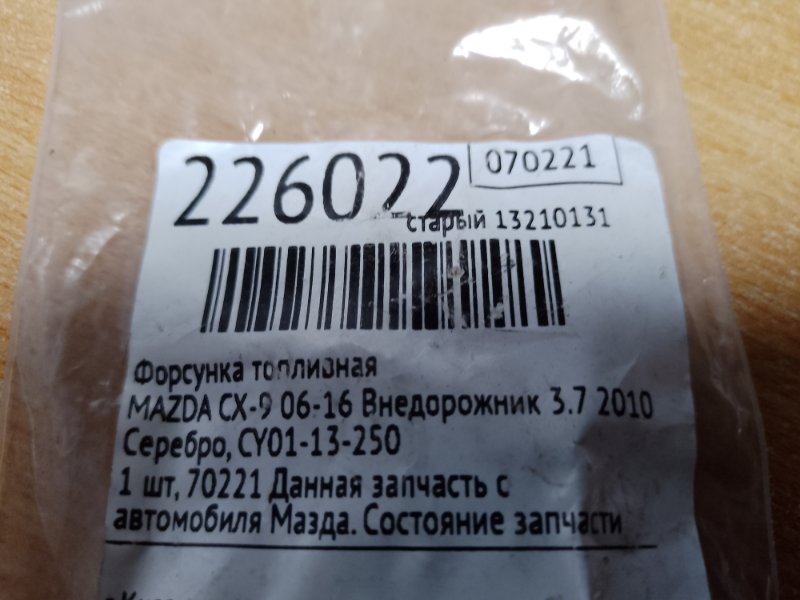 226022
070221
старый 13210131
Форсунка топливная
MAZDA CX-9 06-16 Внедорожник 3.7 2010
Серебро, CY01-13-250
1 шт, 70221 Данная запчасть с
автомобиля Мазда. Состояние запчасти